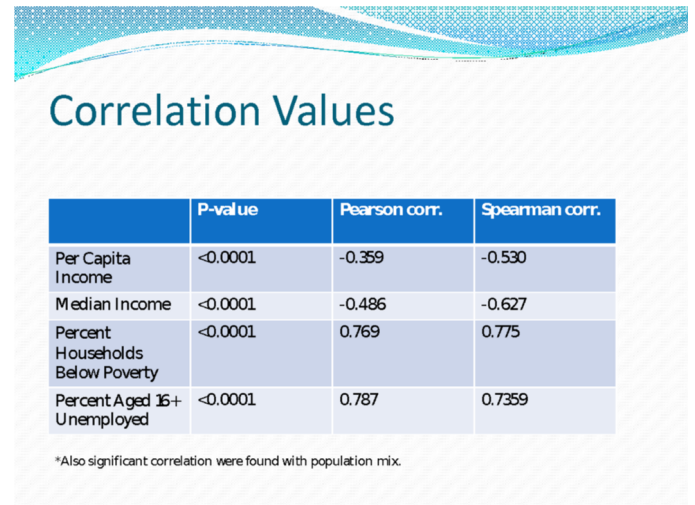 Correlation Values
P-value Pearson corr. Spearman corr.
Per Capita <0.0001 -0.359 -0.530
Income
Median Income <0.0001 -0.486 -0.627
Percent <0.0001 0.769 0.775
Households
Below Poverty
Percent Aged 16+ <0.0001 0.787 0.7359
Unemployed
*Also significant correlation were found with population mix.